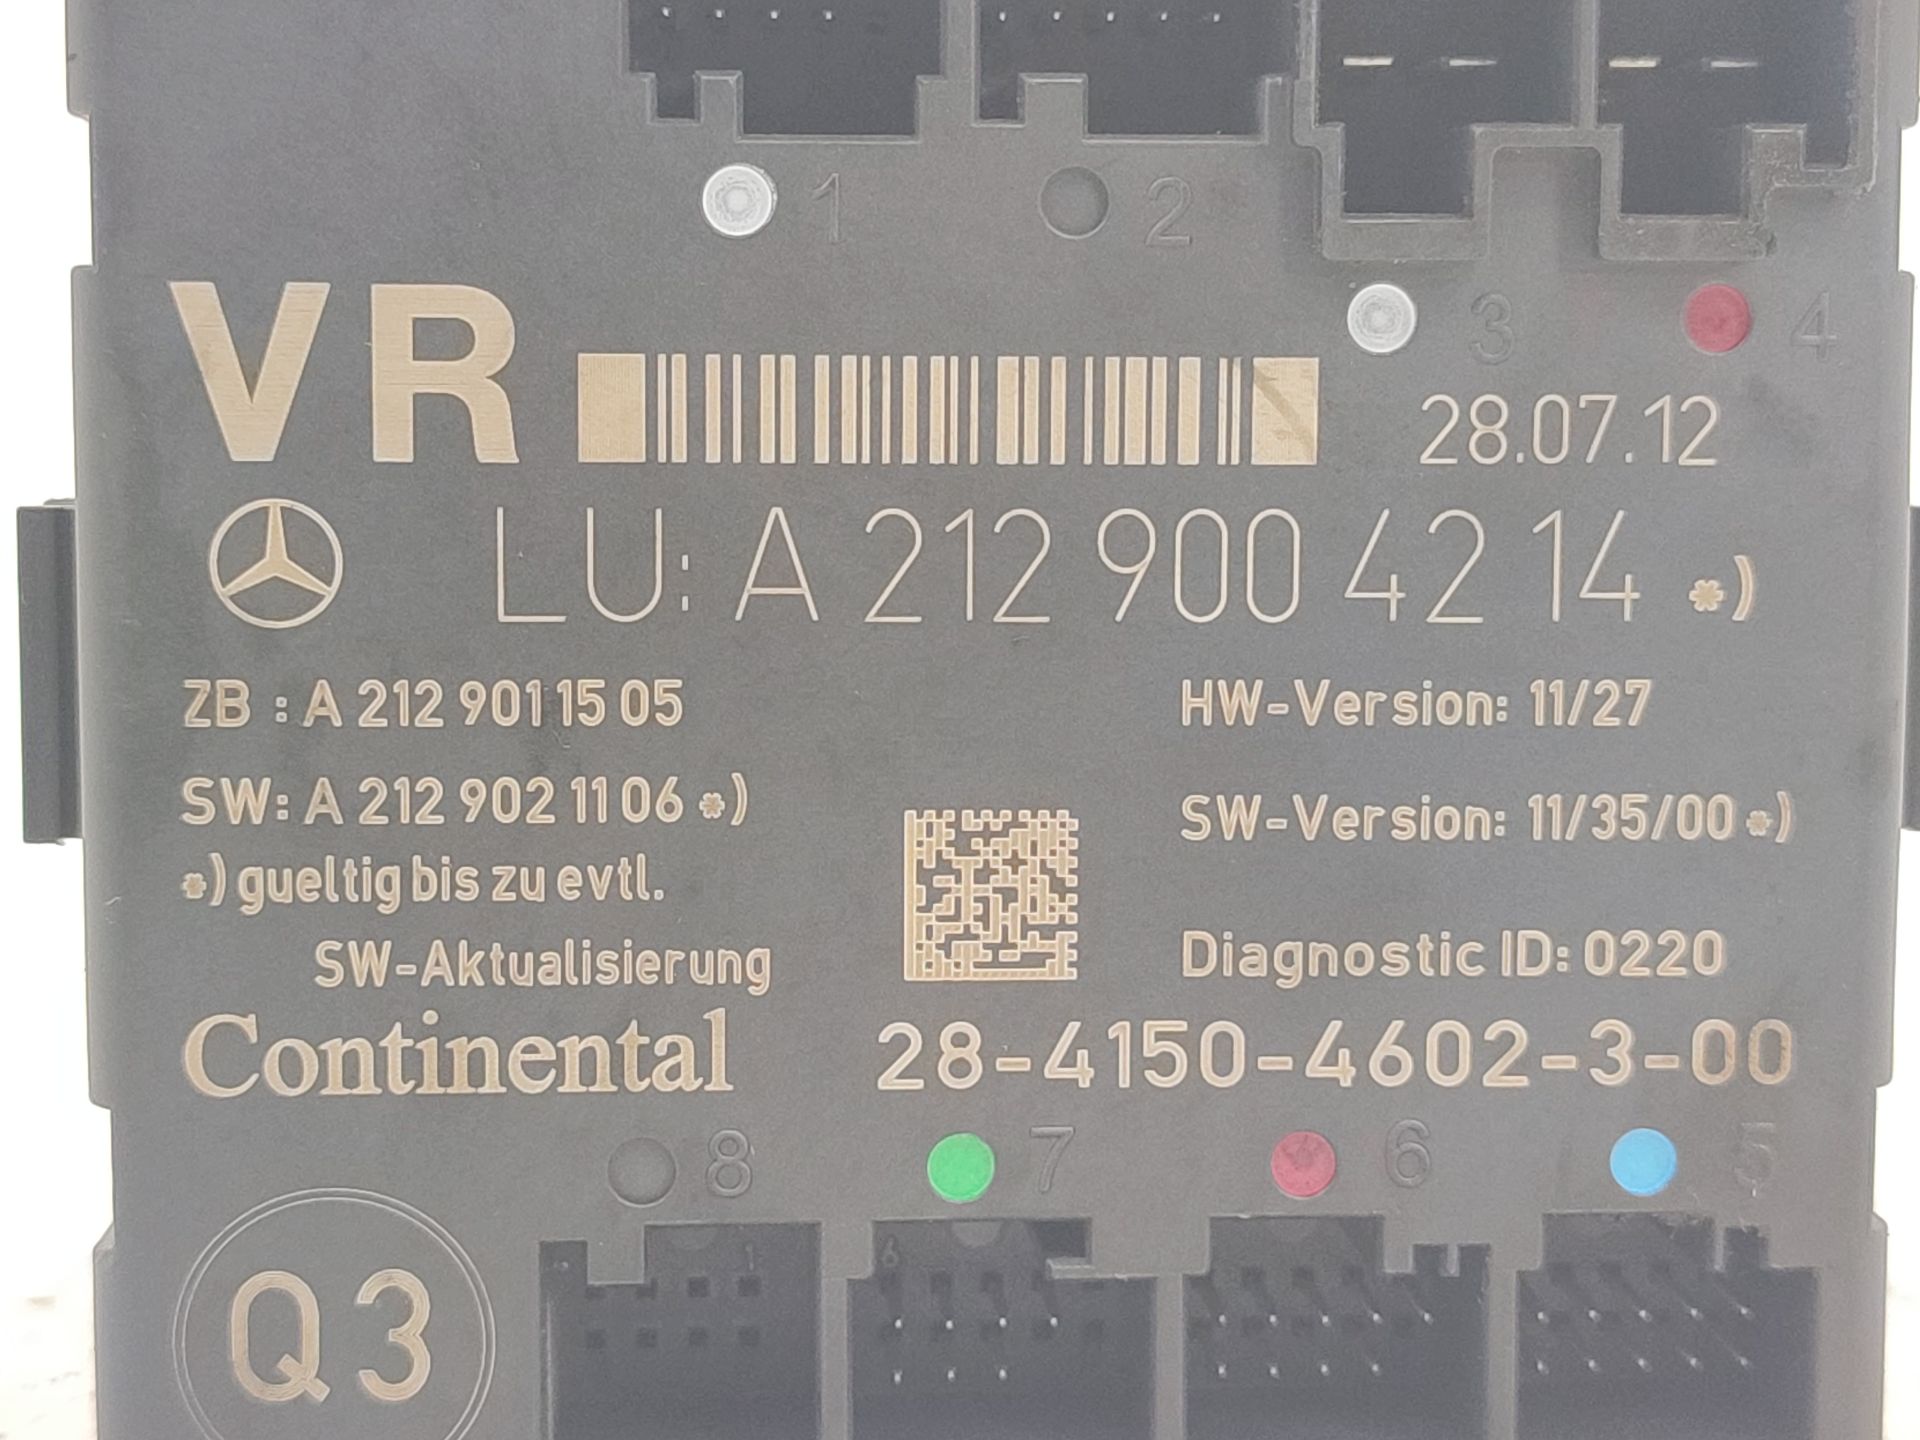 1 2
3 4
VR
28.07.12
LU: A 212 900 42 14 *)
ZB : A 212 901 15 05
HW-Version: 11/27
SW: A 212 902 11 06 *)
SW-Version: 11/35/00 *)
*) gueltig bis zu evtl.
SW-Aktualisierung
Diagnostic ID: 0220
Continental
28-4150-4602-3-00
8 7 6 5
1 6
Q3